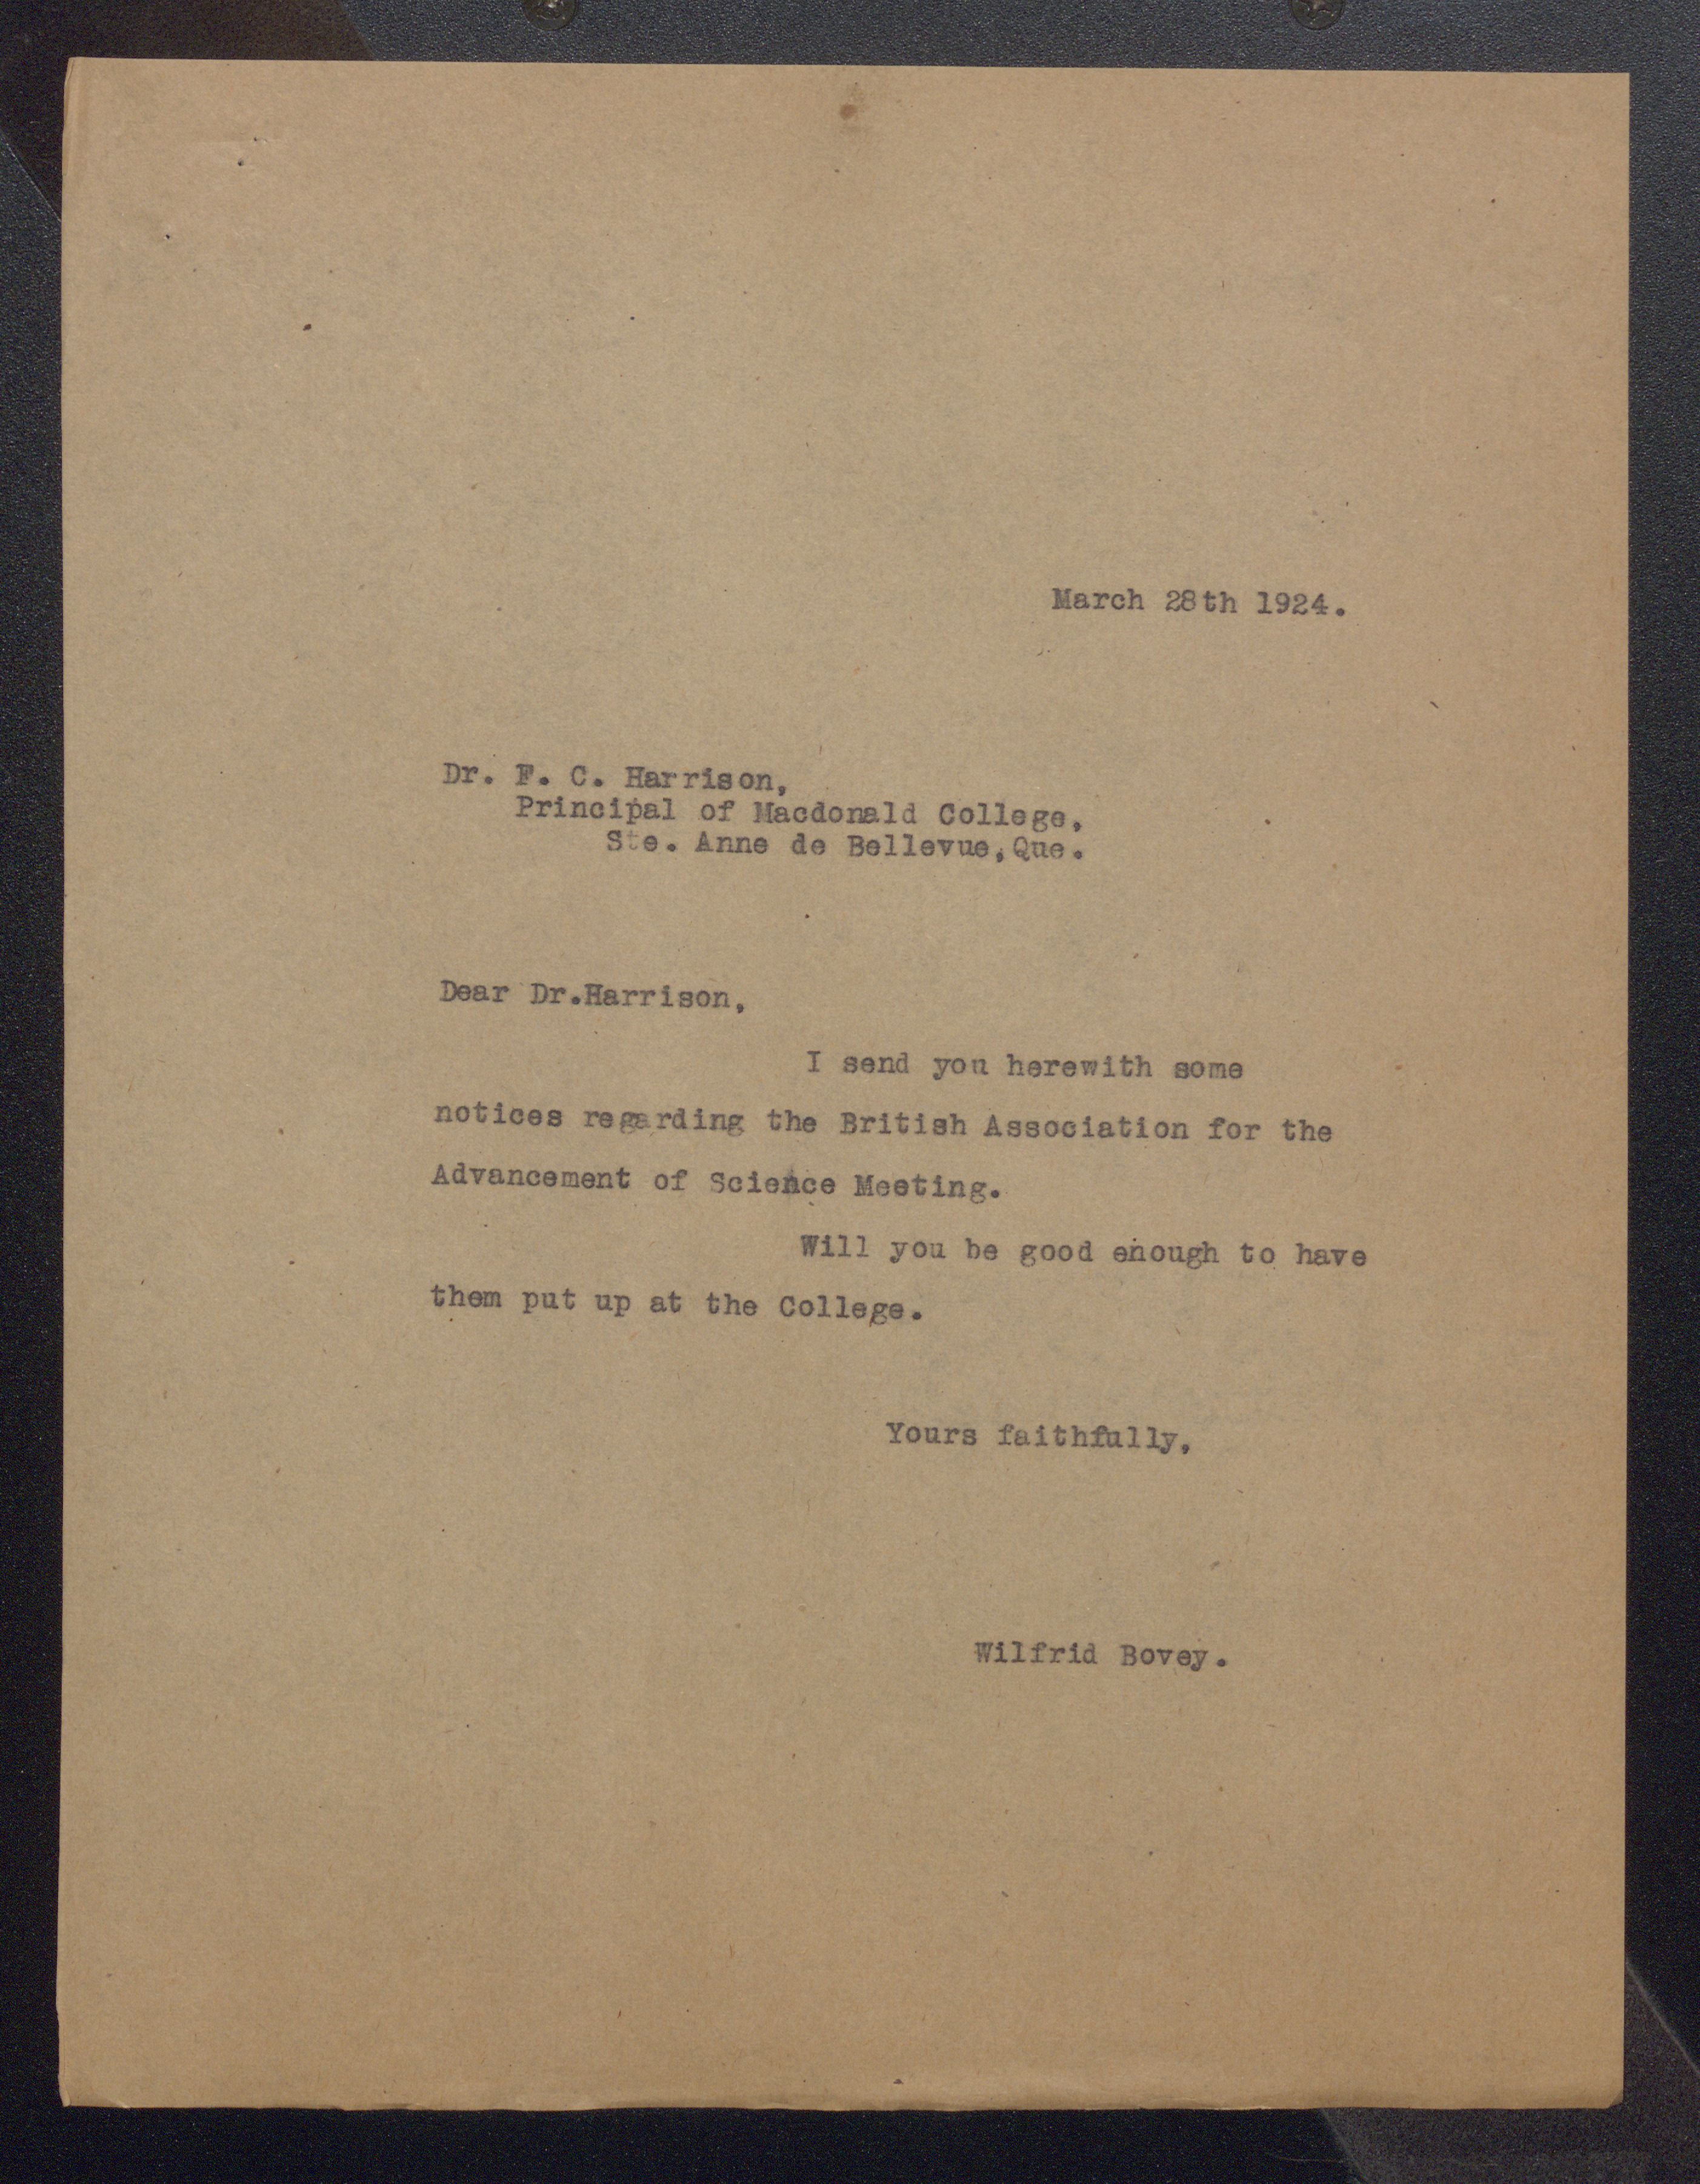 March 28th 1924.
Dr. F. C. Harrison,
Principal of Macdonald College,
Ste. Anne de Bellevue, Que.
Dear Dr.Harrison,
I send you herewith some
notices regarding the British Association for the
Advancement of Science Meeting.
Will you be good enough to have
them put up at the College.
Yours faithfully,
Wilfrid Bovey.